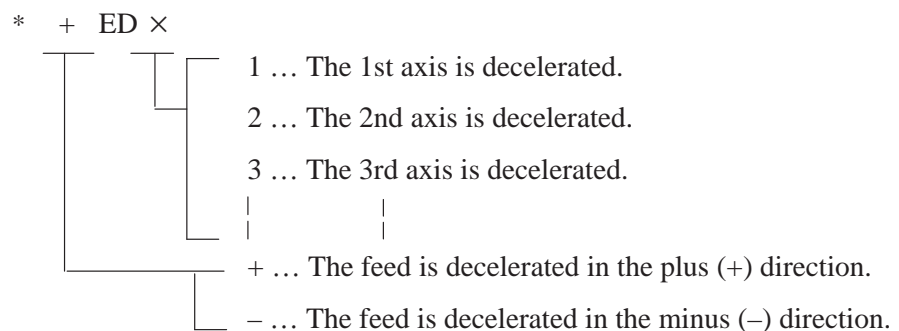 * + ED ×
1 … The 1st axis is decelerated.
2 … The 2nd axis is decelerated.
3 … The 3rd axis is decelerated.
+ … The feed is decelerated in the plus (+) direction.
– … The feed is decelerated in the minus (–) direction.